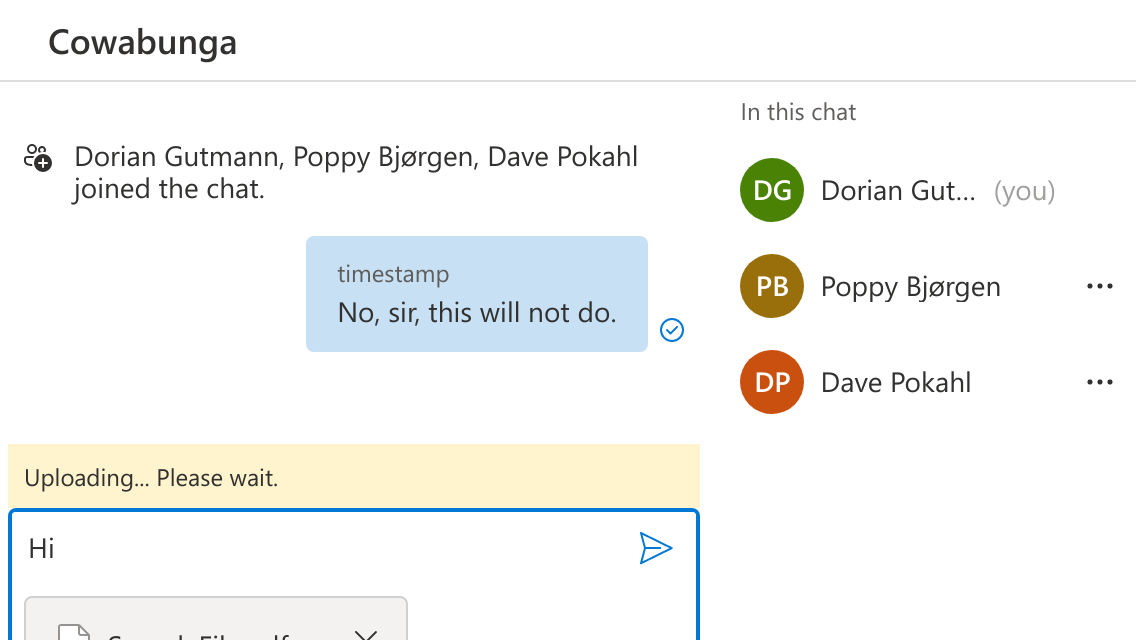 Cowabunga
Dorian Gutmann, Poppy Bjørgen, Dave Pokahl
joined the chat.
timestamp
No, sir, this will not do.
Uploading... Please wait.
Hi
In this chat
DG Dorian Gut... (you)
PB Poppy Bjørgen
DP Dave Pokahl